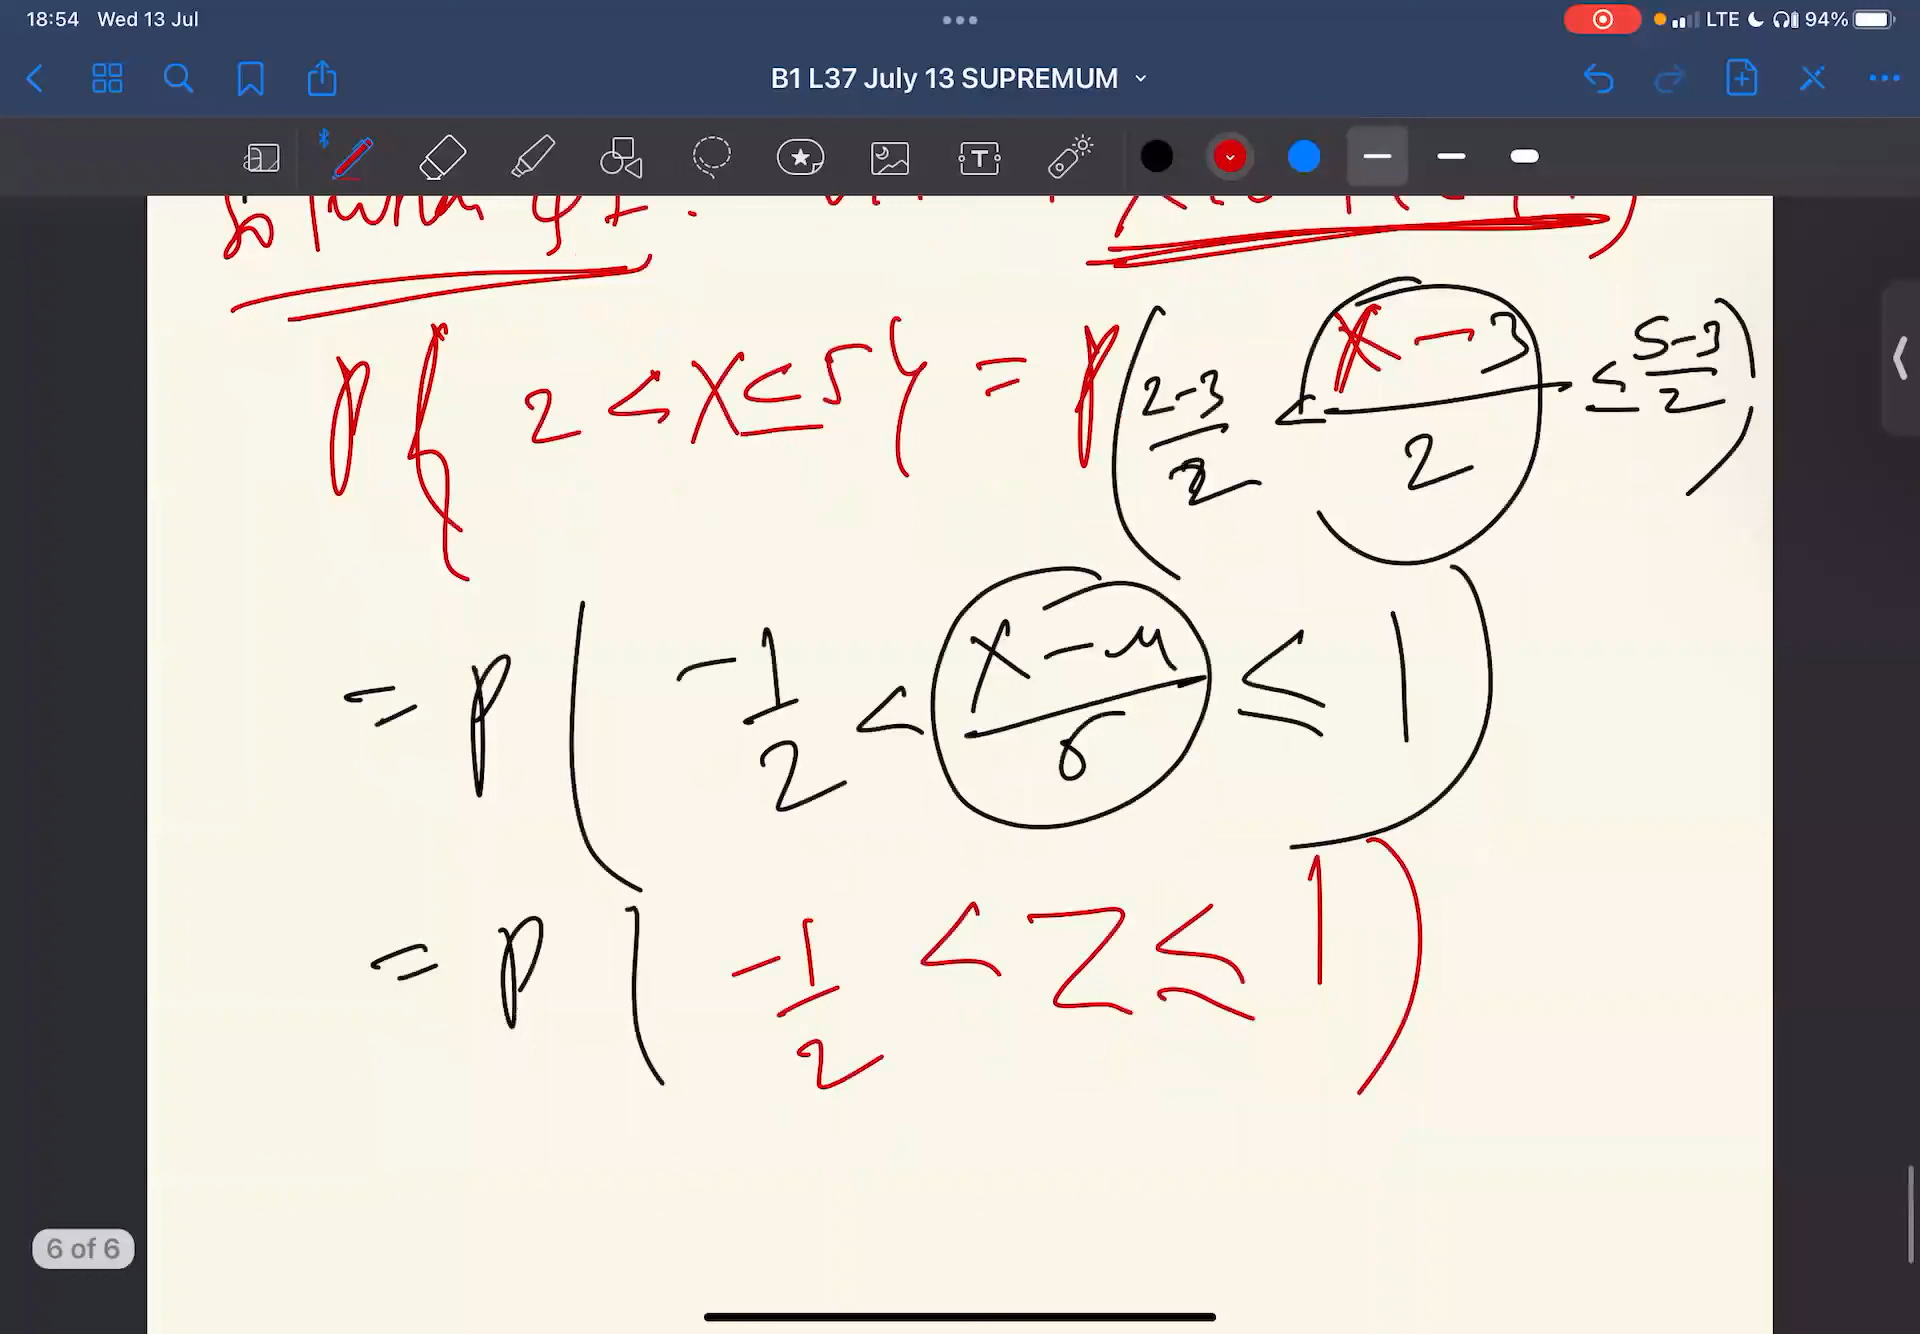 18:54 Wed 13 Jul
LTE 94%
B1 L37 July 13 SUPREMUM
P{ 2 < X ≤ 5 } = P( (2-3)/2 < (X - 3)/2 ≤ (5-3)/2 )
= P( -1/2 < (X - μ)/σ ≤ 1 )
= P( -1/2 < Z ≤ 1 )
6 of 6